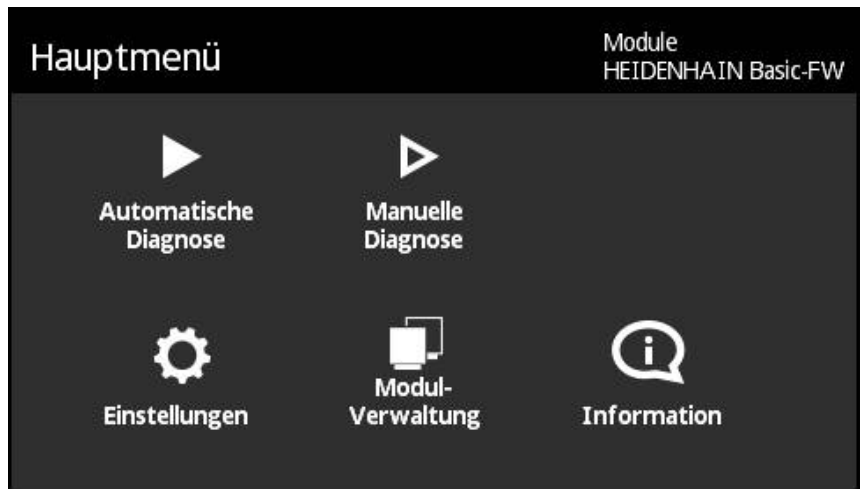 Hauptmenü
Module
HEIDENHAIN Basic-FW
Automatische
Diagnose
Manuelle
Diagnose
Einstellungen
Modul-
Verwaltung
Information